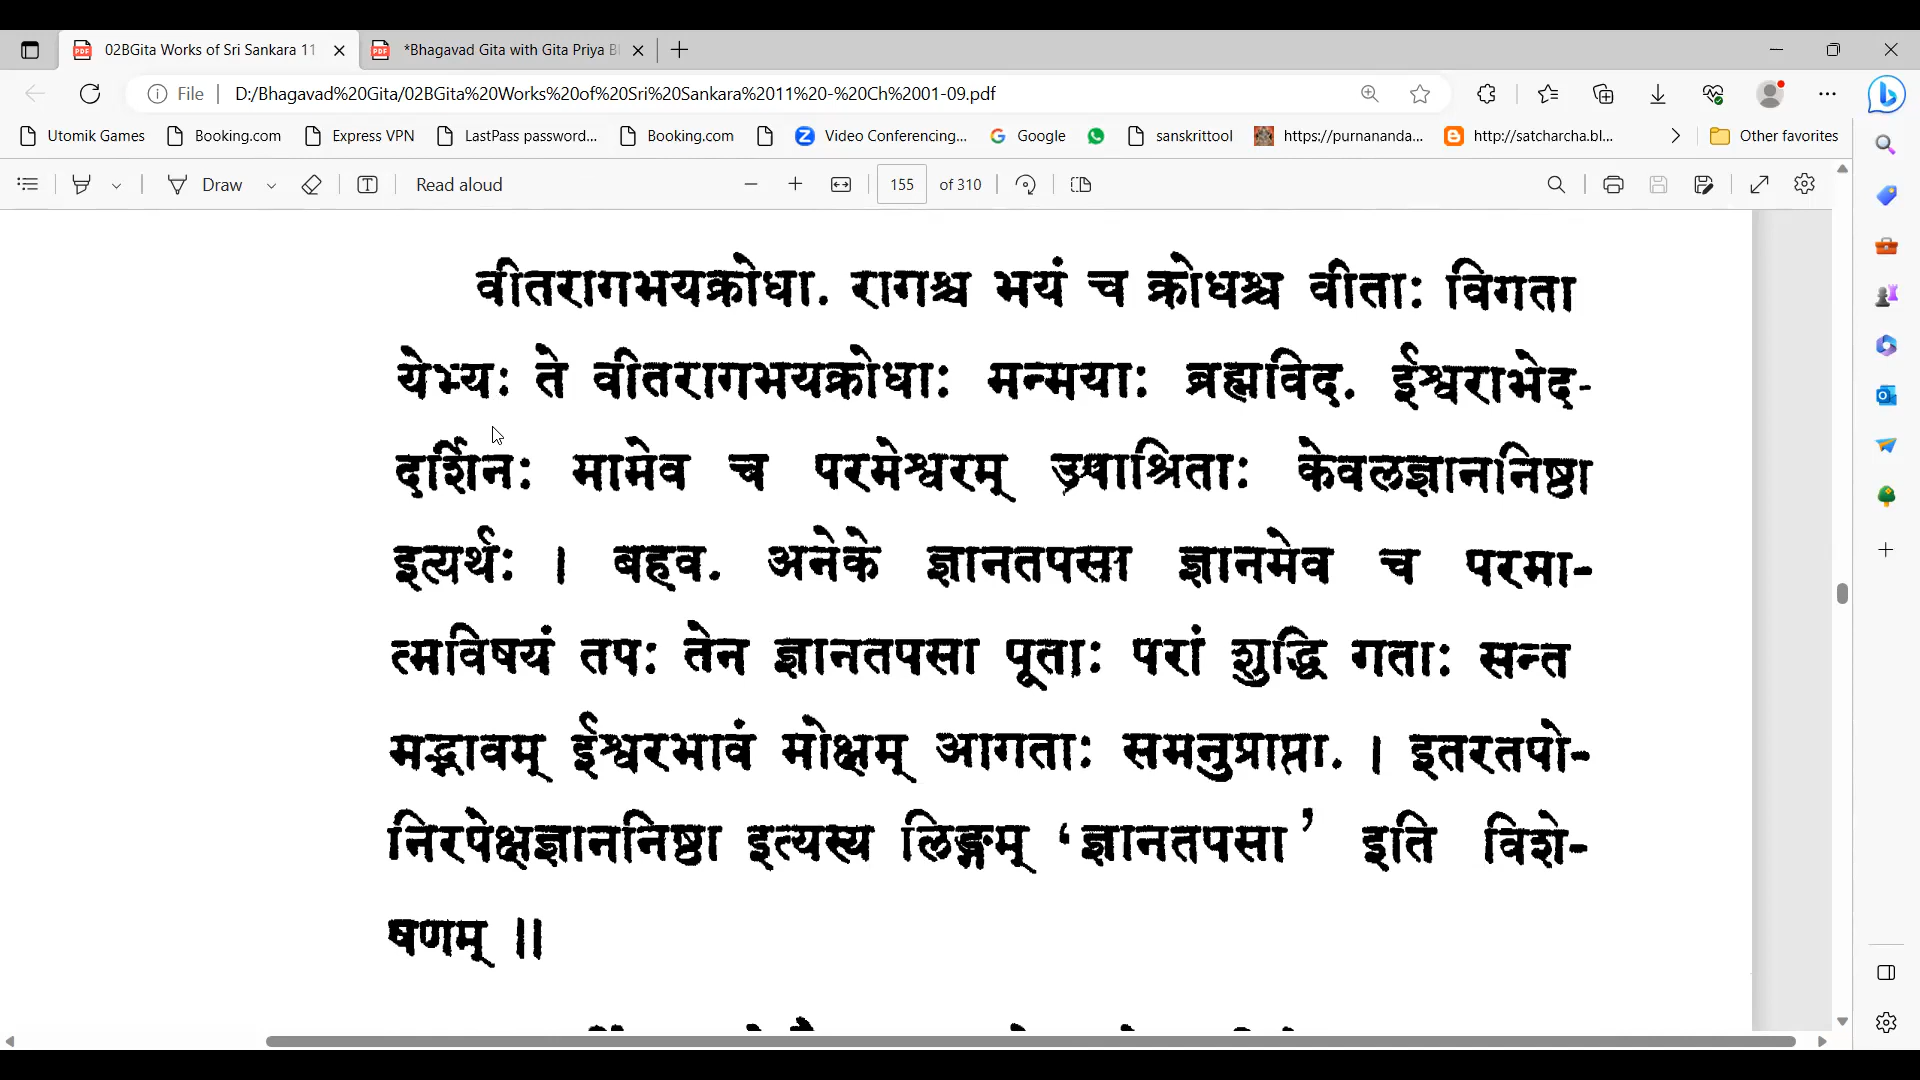 02BGita Works of Sri Sankara 11
*Bhagavad Gita with Gita Priya Bl
File
D:/Bhagavad%20Gita/02BGita%20Works%20of%20Sri%20Sankara%2011%20-%20Ch%2001-09.pdf
Utomik Games
Booking.com
Express VPN
LastPass password...
Booking.com
Video Conferencing...
Google
sanskrittool
https://purnananda...
http://satcharcha.bl...
Other favorites
Draw
Read aloud
155 of 310
वीतरागभयक्रोधा. रागश्च भयं च क्रोधश्च वीताः विगता
येभ्यः ते वीतरागभयक्रोधाः मन्मयाः ब्रह्मविद. ईश्वराभेद-
दर्शिनः मामेव च परमेश्वरम् उपाश्रिताः केवलज्ञाननिष्ठा
इत्यर्थः । बहव. अनेके ज्ञानतपसा ज्ञानमेव च परमा-
त्मविषयं तपः तेन ज्ञानतपसा पूताः परां शुद्धिं गताः सन्त
मद्भावम् ईश्वरभावं मोक्षम् आगताः समनुप्राप्ता. । इतरतपो-
निरपेक्षज्ञाननिष्ठा इत्यस्य लिङ्गम् ‘ज्ञानतपसा’ इति विशे-
षणम् ॥